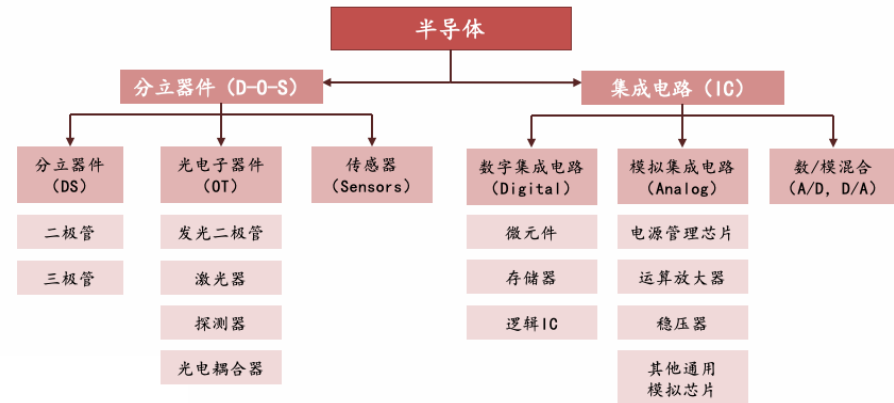 半导体
分立器件（D-O-S）
集成电路（IC）
分立器件
（DS）
光电子器件
（OT）
传感器
（Sensors）
数字集成电路
（Digital）
模拟集成电路
（Analog）
数/模混合
（A/D, D/A）
二极管
三极管
发光二极管
激光器
探测器
光电耦合器
微元件
存储器
逻辑IC
电源管理芯片
运算放大器
稳压器
其他通用
模拟芯片